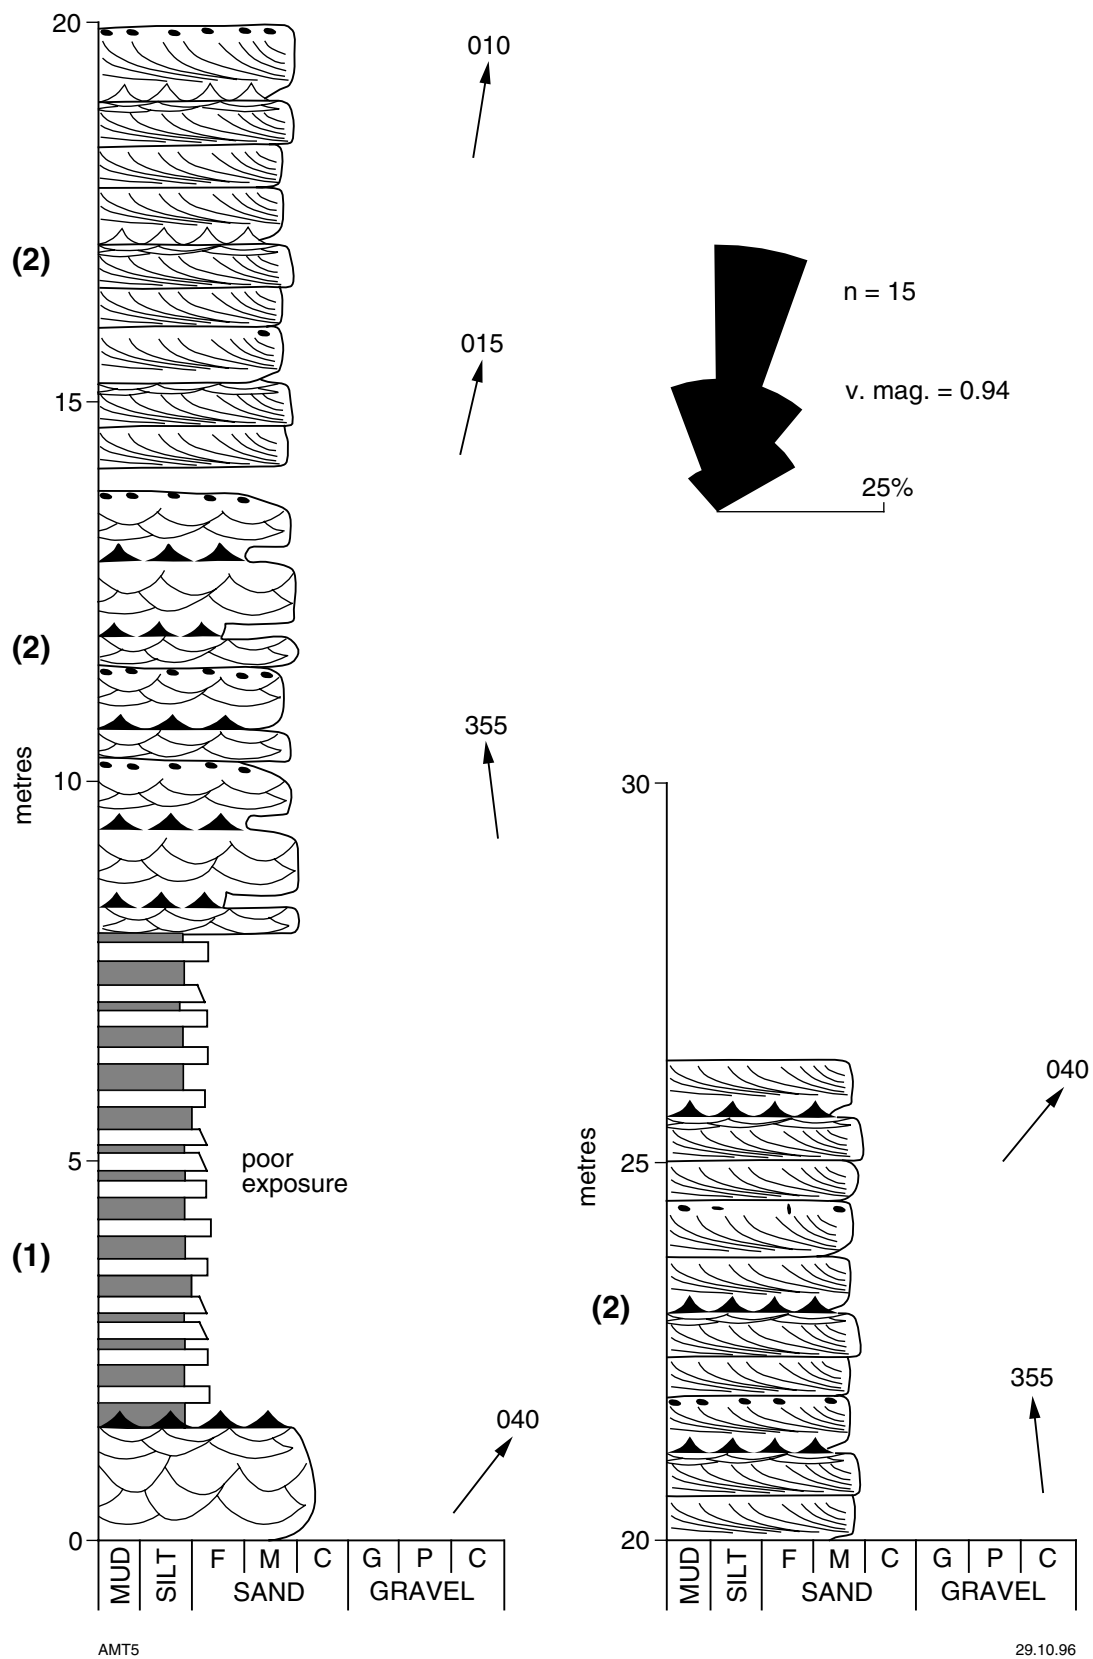 20
010
(2)
n = 15
015
v. mag. = 0.94
15
25%
(2)
355
metres
10
30
040
poor
exposure
5
metres
25
(1)
(2)
355
040
0
20
MUD SILT F M C G P C
SAND GRAVEL
MUD SILT F M C G P C
SAND GRAVEL
AMT5
29.10.96